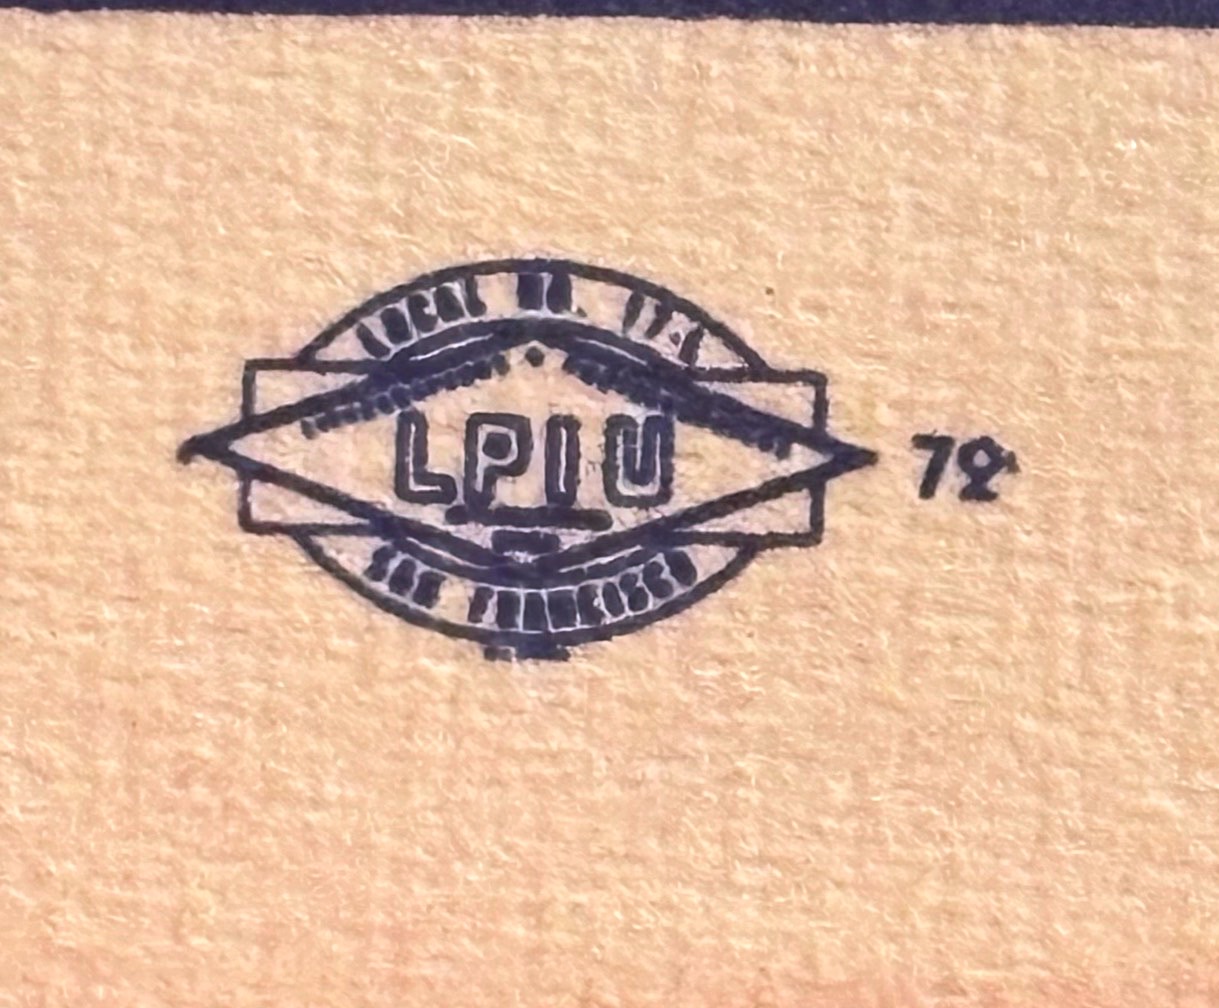 LOCAL NO. 17-L
LPIU
SAN FRANCISCO
72